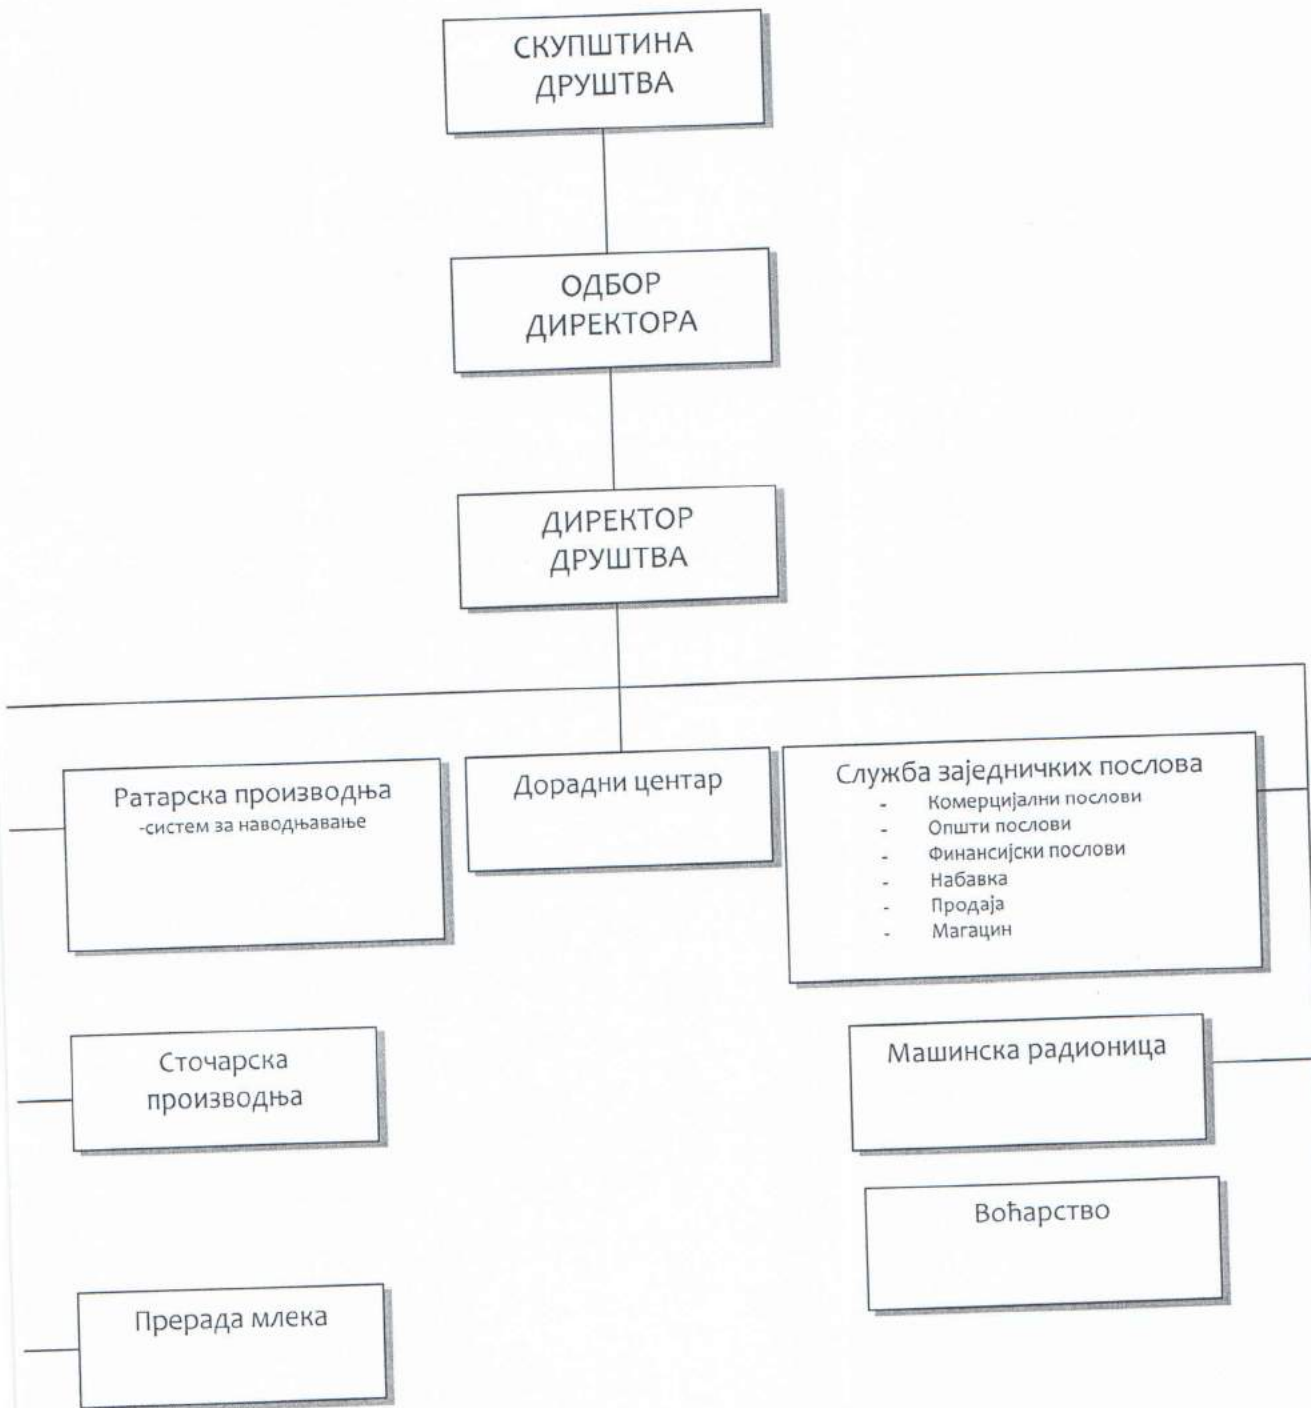 СКУПШТИНА
ДРУШТВА
ОДБОР
ДИРЕКТОРА
ДИРЕКТОР
ДРУШТВА
Ратарска производња
-систем за наводњавање
Дорадни центар
Служба заједничких послова
- Комерцијални послови
- Општи послови
- Финансијски послови
- Набавка
- Продаја
- Магацин
Сточарска
производња
Машинска радионица
Воћарство
Прерада млека